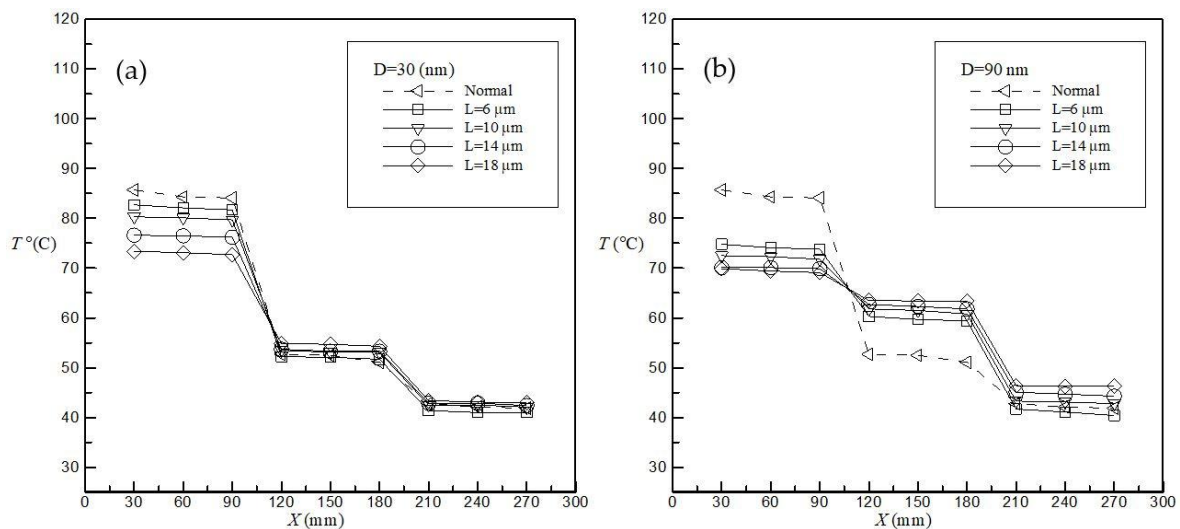 120
110
100
90
80
70
60
50
40
30
T °(C)
0 30 60 90 120 150 180 210 240 270 300
X (mm)
(a)
D=30 (nm)
Normal
L=6 µm
L=10 µm
L=14 µm
L=18 µm
120
110
100
90
80
70
60
50
40
30
T (°C)
0 30 60 90 120 150 180 210 240 270 300
X (mm)
(b)
D=90 nm
Normal
L=6 µm
L=10 µm
L=14 µm
L=18 µm